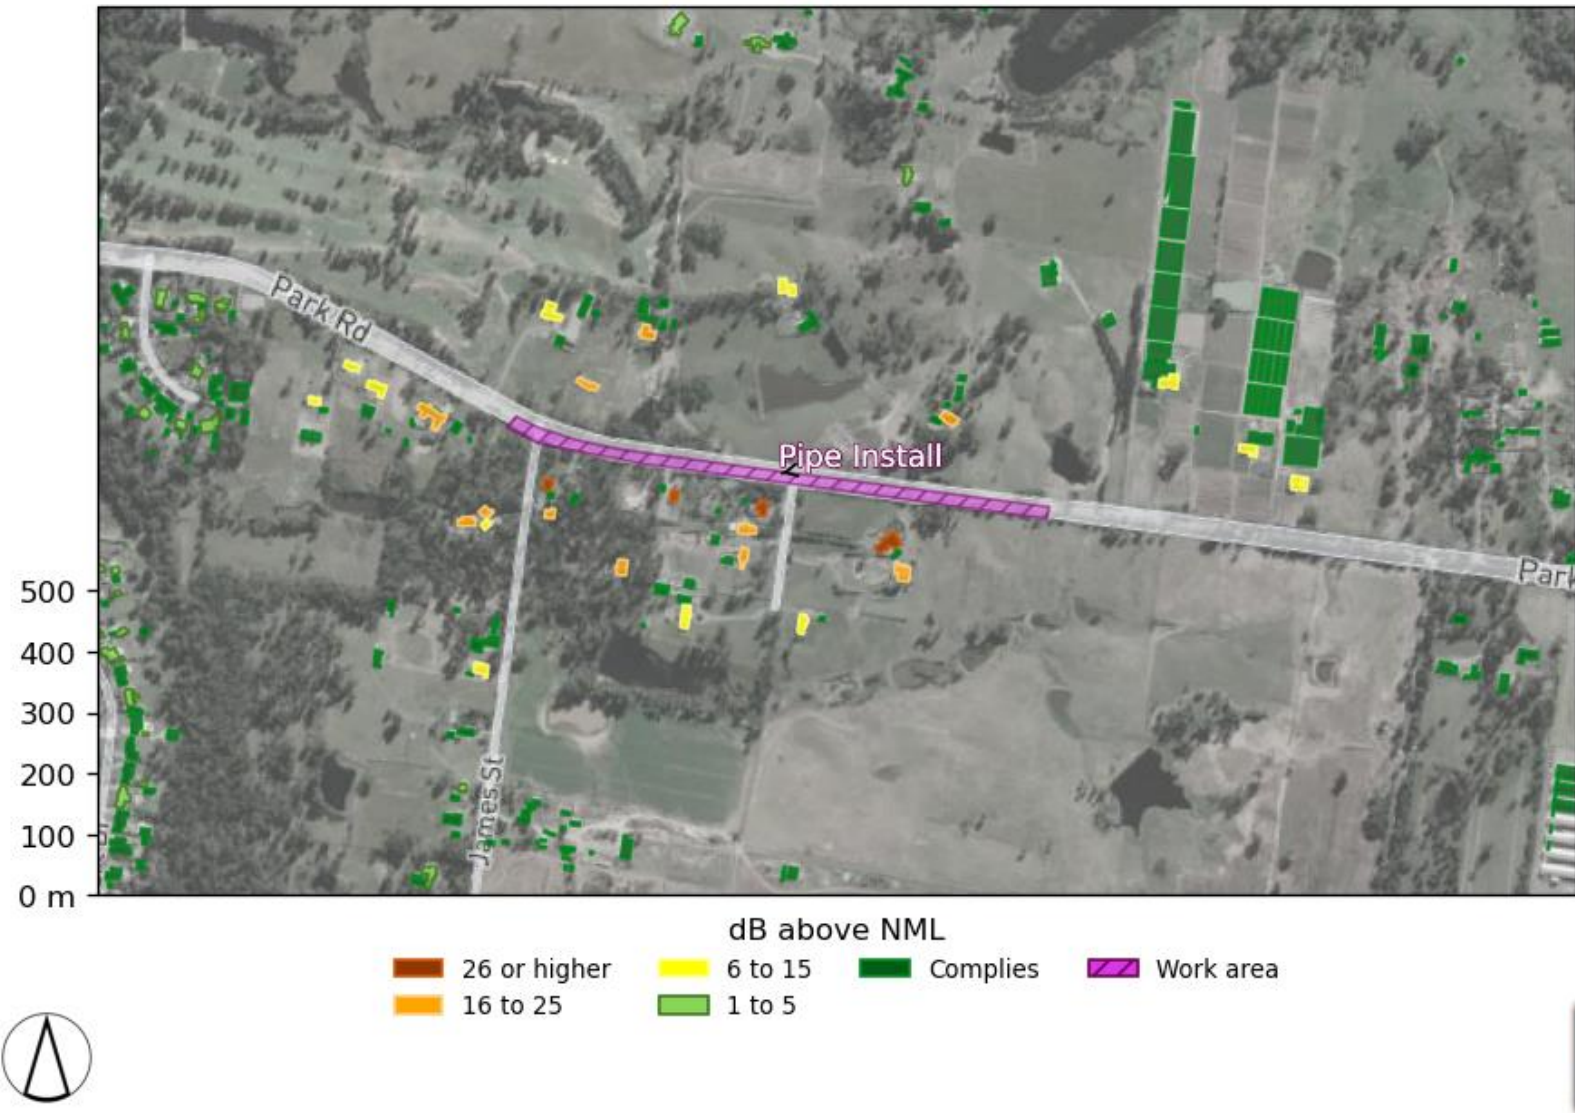 Park Rd
Pipe Install
Park
James St
500
400
300
200
100
0 m
dB above NML
26 or higher
6 to 15
Complies
Work area
16 to 25
1 to 5